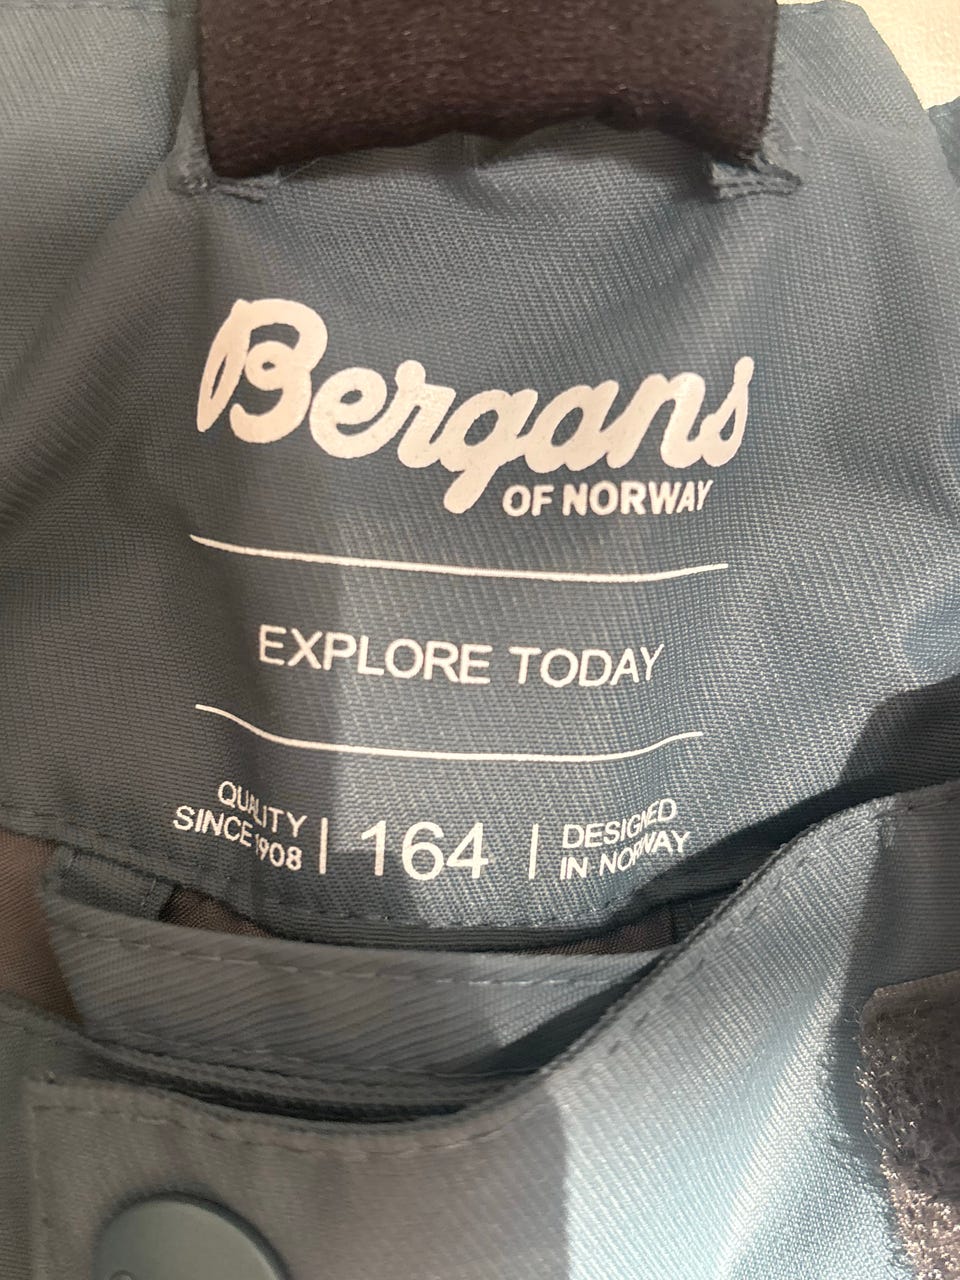 Bergans
OF NORWAY
EXPLORE TODAY
QUALITY
SINCE 1908
164
DESIGNED
IN NORWAY